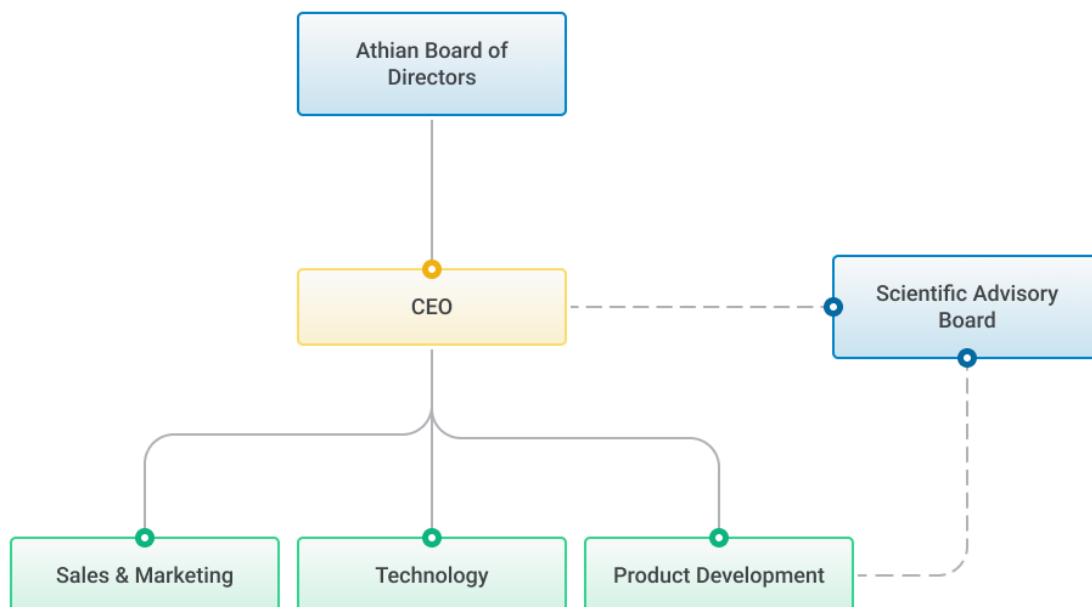 Athian Board of
Directors
CEO
Scientific Advisory
Board
Sales & Marketing
Technology
Product Development